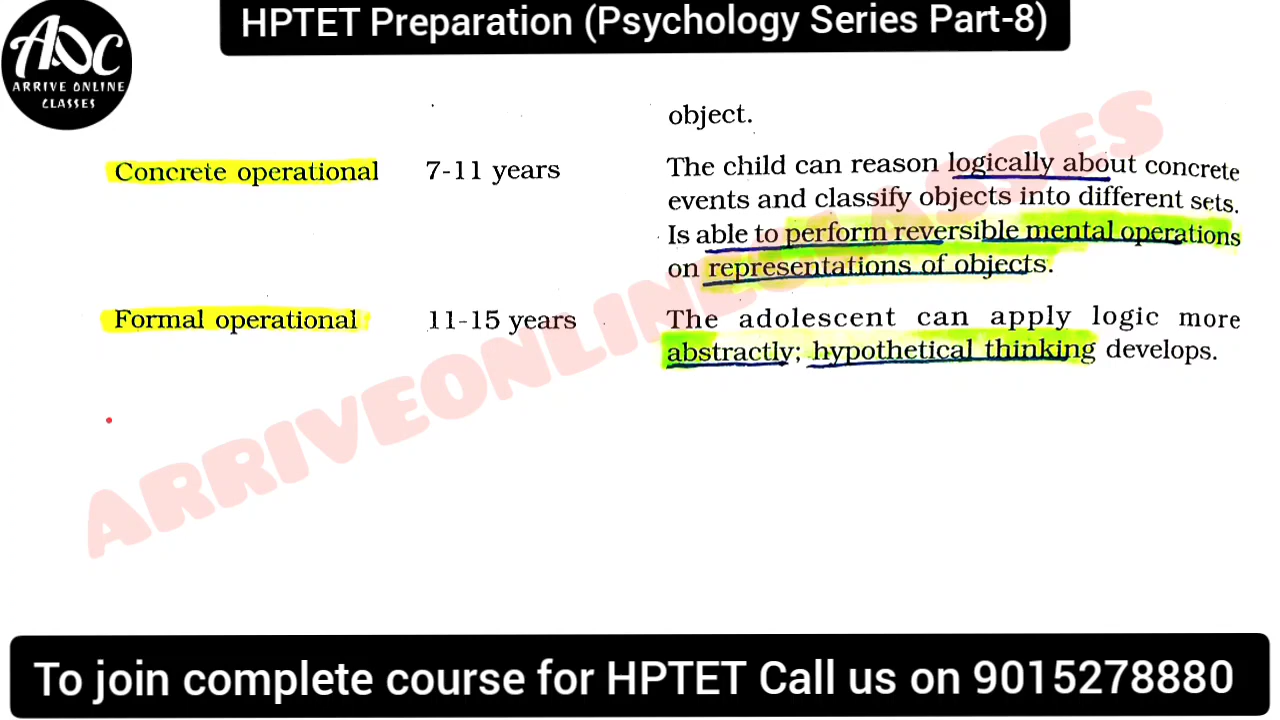 HPTET Preparation (Psychology Series Part-8)
AOC
ARRIVE ONLINE
CLASSES
object.
Concrete operational 7-11 years The child can reason logically about concrete
events and classify objects into different sets.
Is able to perform reversible mental operations
on representations of objects.
Formal operational 11-15 years The adolescent can apply logic more
abstractly; hypothetical thinking develops.
ARRIVEONLINECLASSES
To join complete course for HPTET Call us on 9015278880